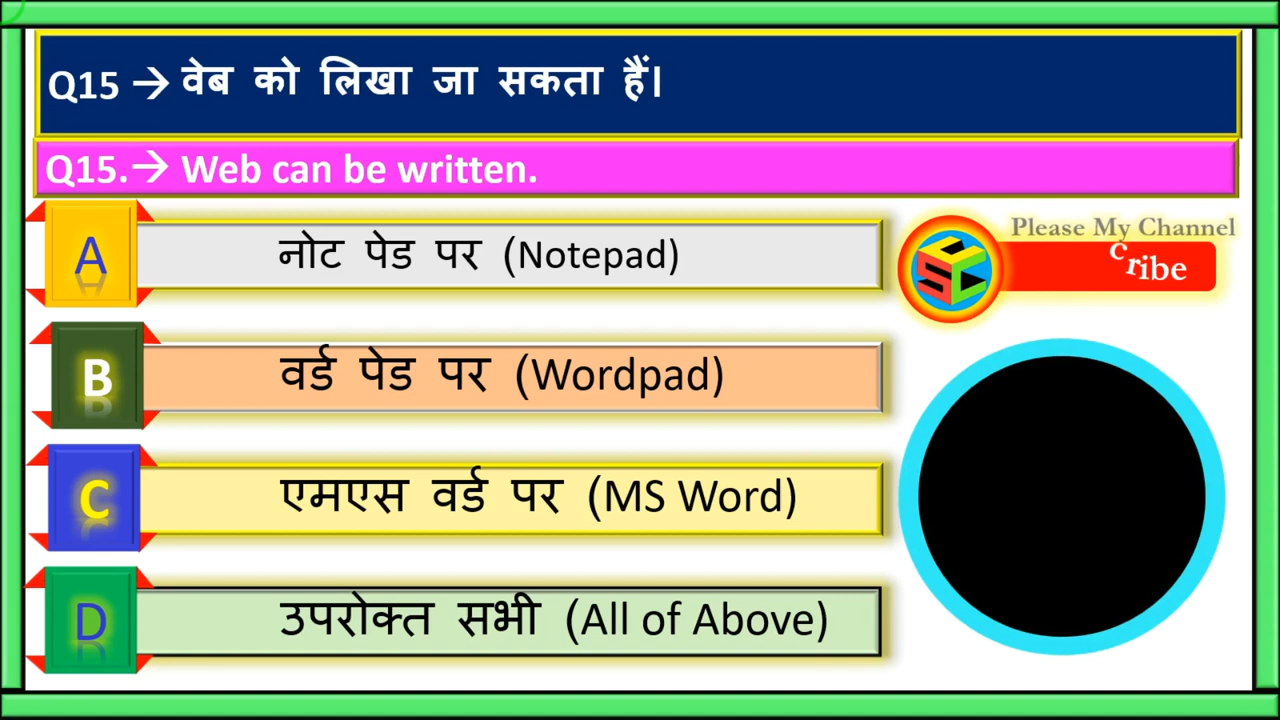 Q15 → वेब को लिखा जा सकता हैं।
Q15.→ Web can be written.
A
नोट पेड पर (Notepad)
Please My Channel
cribe
SCC
B
वर्ड पेड पर (Wordpad)
C
एमएस वर्ड पर (MS Word)
D
उपरोक्त सभी (All of Above)